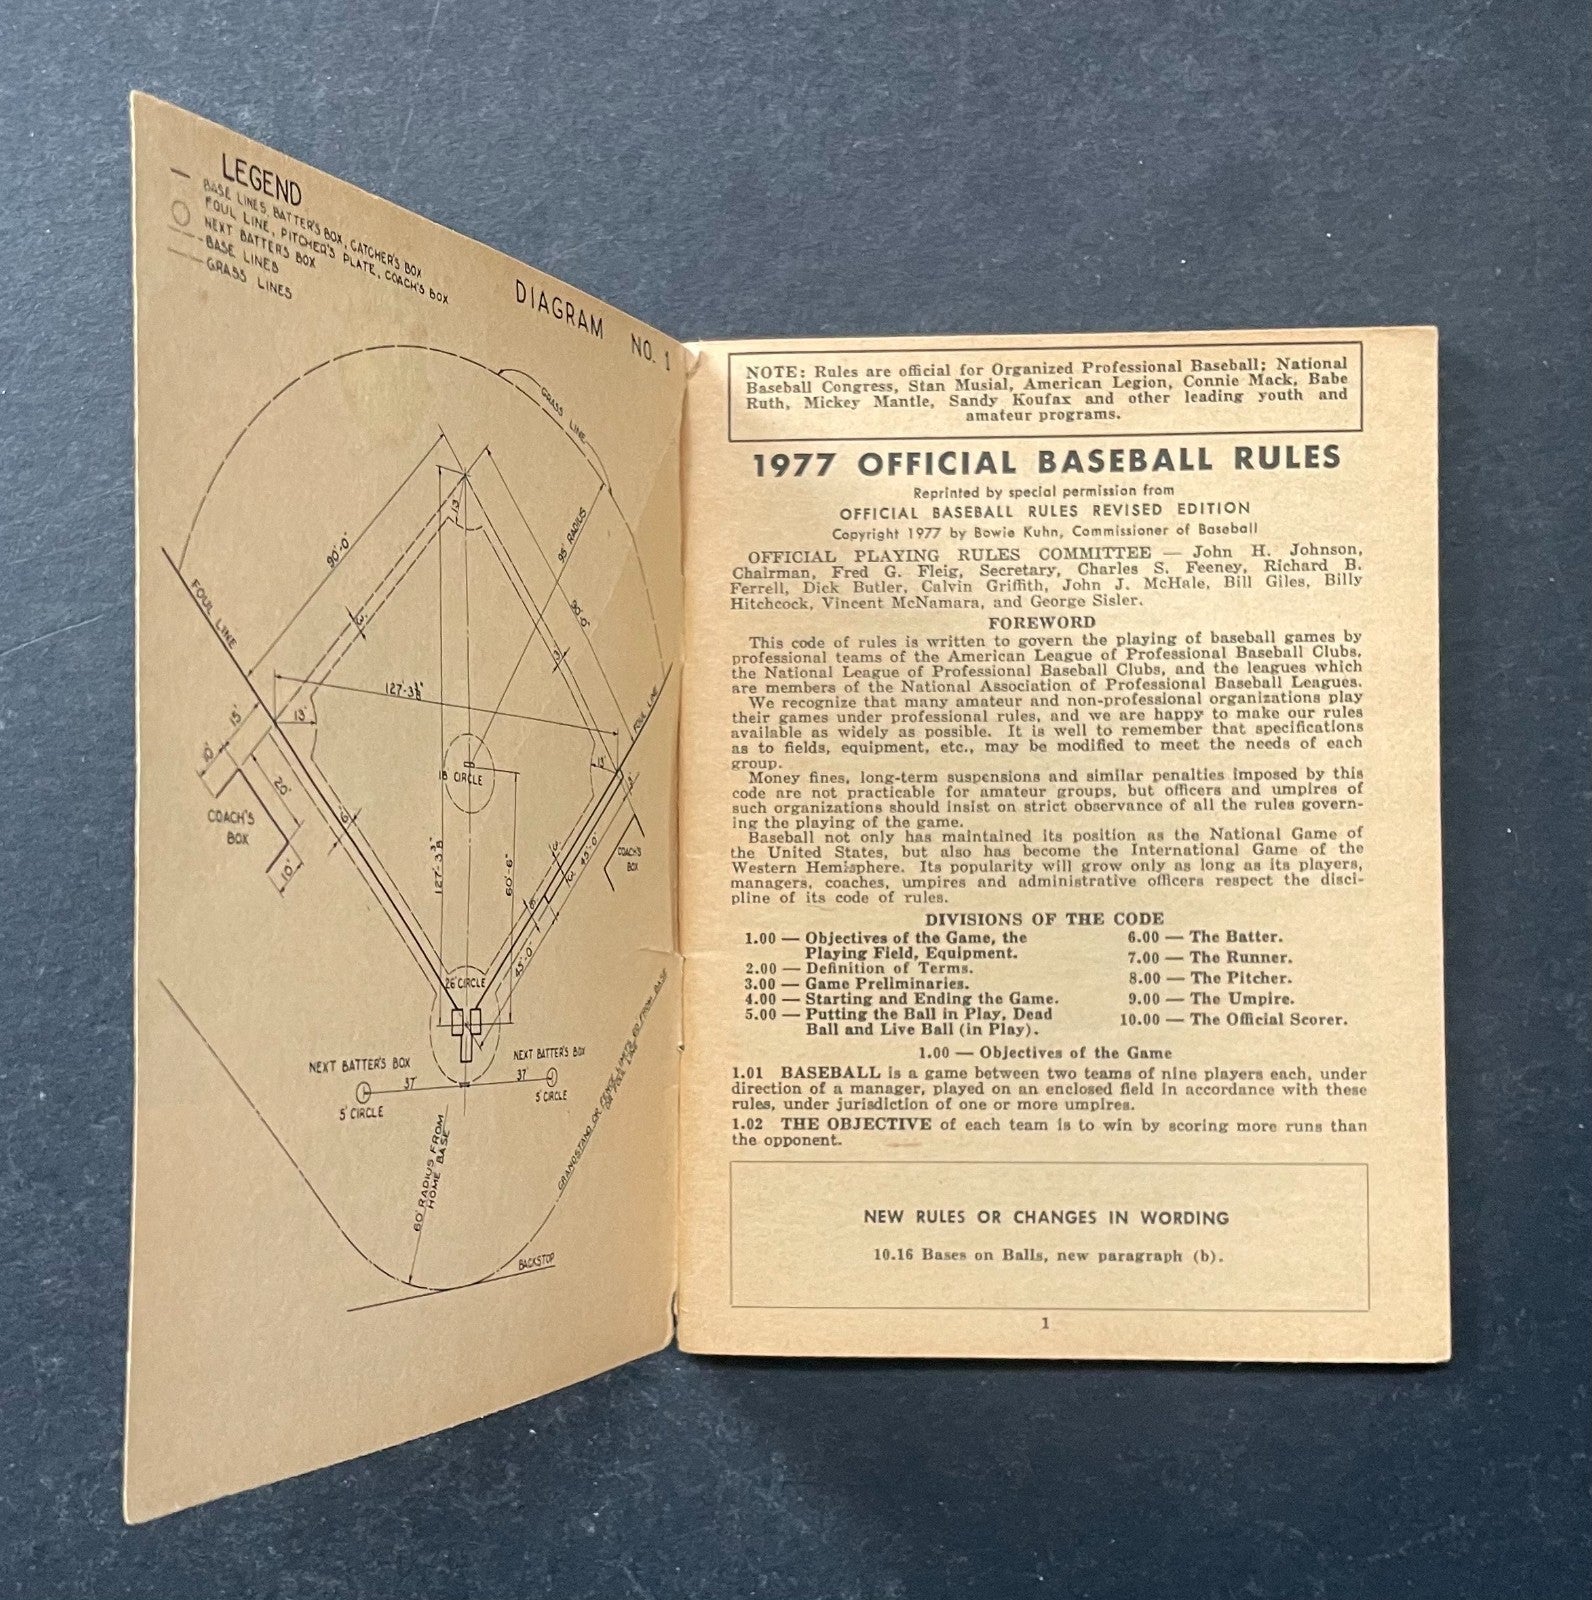 LEGEND
BASE LINES, BATTER'S BOX, CATCHER'S BOX
FOUL LINE, PITCHER'S PLATE, COACH'S BOX
NEXT BATTERS BOX
BASE LINES
GRASS LINES
DIAGRAM NO. 1
GRASS LINE
13'
90'-0"
95' RADIUS
90'-0"
FOUL LINE
3'
3'
127'-3⅜"
FOUL LINE
15'
13'
13'
10'
18' CIRCLE
20'
3'
COACH'S
BOX
6'
10'
127'-3⅜"
60'-6"
3'
45'-0"
COACH'S
BOX
6'
45'-0"
26' CIRCLE
NEXT BATTER'S BOX
NEXT BATTER'S BOX
37'
37'
5' CIRCLE
5' CIRCLE
60' RADIUS FROM
HOME BASE
BACKSTOP
NOTE: Rules are official for Organized Professional Baseball; National
Baseball Congress, Stan Musial, American Legion, Connie Mack, Babe
Ruth, Mickey Mantle, Sandy Koufax and other leading youth and
amateur programs.
1977 OFFICIAL BASEBALL RULES
Reprinted by special permission from
OFFICIAL BASEBALL RULES REVISED EDITION
Copyright 1977 by Bowie Kuhn, Commissioner of Baseball
OFFICIAL PLAYING RULES COMMITTEE — John H. Johnson,
Chairman, Fred G. Fleig, Secretary, Charles S. Feeney, Richard B.
Ferrell, Dick Butler, Calvin Griffith, John J. McHale, Bill Giles, Billy
Hitchcock, Vincent McNamara, and George Sisler.
FOREWORD
This code of rules is written to govern the playing of baseball games by
professional teams of the American League of Professional Baseball Clubs,
the National League of Professional Baseball Clubs, and the leagues which
are members of the National Association of Professional Baseball Leagues.
We recognize that many amateur and non-professional organizations play
their games under professional rules, and we are happy to make our rules
available as widely as possible. It is well to remember that specifications
as to fields, equipment, etc., may be modified to meet the needs of each
group.
Money fines, long-term suspensions and similar penalties imposed by this
code are not practicable for amateur groups, but officers and umpires of
such organizations should insist on strict observance of all the rules govern-
ing the playing of the game.
Baseball not only has maintained its position as the National Game of
the United States, but also has become the International Game of the
Western Hemisphere. Its popularity will grow only as long as its players,
managers, coaches, umpires and administrative officers respect the disci-
pline of its code of rules.
DIVISIONS OF THE CODE
1.00 — Objectives of the Game, the
Playing Field, Equipment.
2.00 — Definition of Terms.
3.00 — Game Preliminaries.
4.00 — Starting and Ending the Game.
5.00 — Putting the Ball in Play, Dead
Ball and Live Ball (in Play).
6.00 — The Batter.
7.00 — The Runner.
8.00 — The Pitcher.
9.00 — The Umpire.
10.00 — The Official Scorer.
1.00 — Objectives of the Game
1.01 BASEBALL is a game between two teams of nine players each, under
direction of a manager, played on an enclosed field in accordance with these
rules, under jurisdiction of one or more umpires.
1.02 THE OBJECTIVE of each team is to win by scoring more runs than
the opponent.
NEW RULES OR CHANGES IN WORDING
10.16 Bases on Balls, new paragraph (b).
1